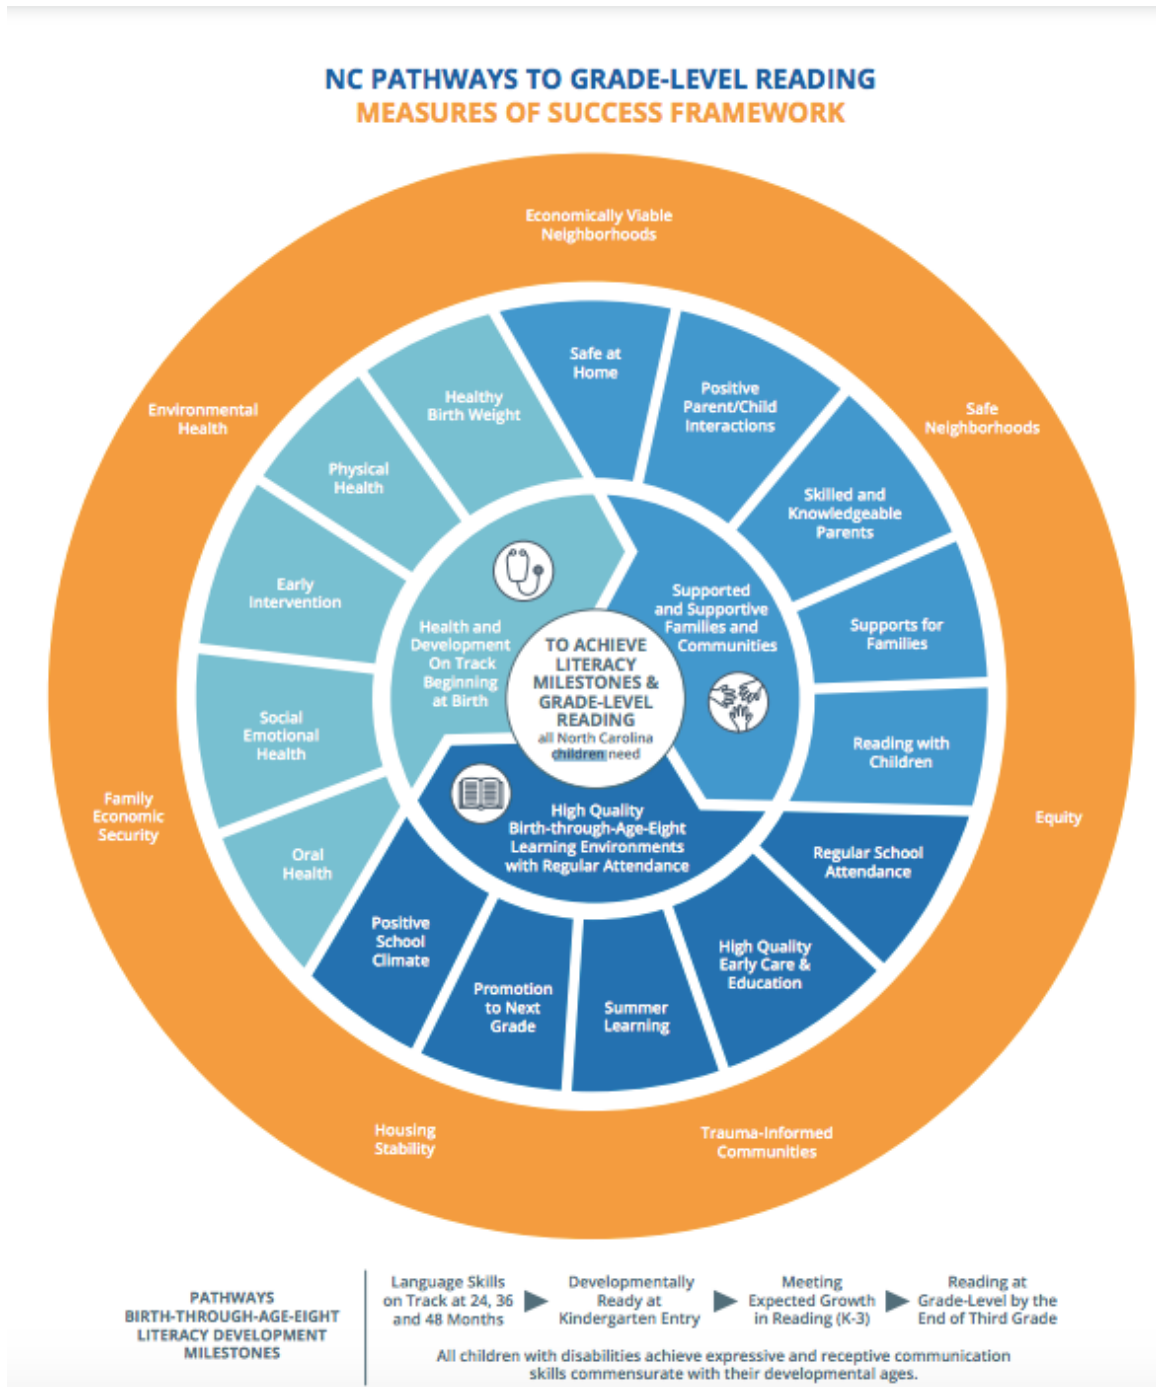 NC PATHWAYS TO GRADE-LEVEL READING
MEASURES OF SUCCESS FRAMEWORK
Economically Viable
Neighborhoods
Safe
Neighborhoods
Equity
Trauma-Informed
Communities
Housing
Stability
Family
Economic
Security
Environmental
Health
Safe at
Home
Positive
Parent/Child
Interactions
Skilled and
Knowledgeable
Parents
Supports for
Families
Reading with
Children
Regular School
Attendance
High Quality
Early Care &
Education
Summer
Learning
Promotion
to Next
Grade
Positive
School
Climate
Oral
Health
Social
Emotional
Health
Early
Intervention
Physical
Health
Healthy
Birth Weight
Health and
Development
On Track
Beginning
at Birth
Supported
and Supportive
Families and
Communities
High Quality
Birth-through-Age-Eight
Learning Environments
with Regular Attendance
TO ACHIEVE
LITERACY
MILESTONES &
GRADE-LEVEL
READING
all North Carolina
children need
PATHWAYS
BIRTH-THROUGH-AGE-EIGHT
LITERACY DEVELOPMENT
MILESTONES
Language Skills
on Track at 24, 36
and 48 Months
Developmentally
Ready at
Kindergarten Entry
Meeting
Expected Growth
in Reading (K-3)
Reading at
Grade-Level by the
End of Third Grade
All children with disabilities achieve expressive and receptive communication
skills commensurate with their developmental ages.